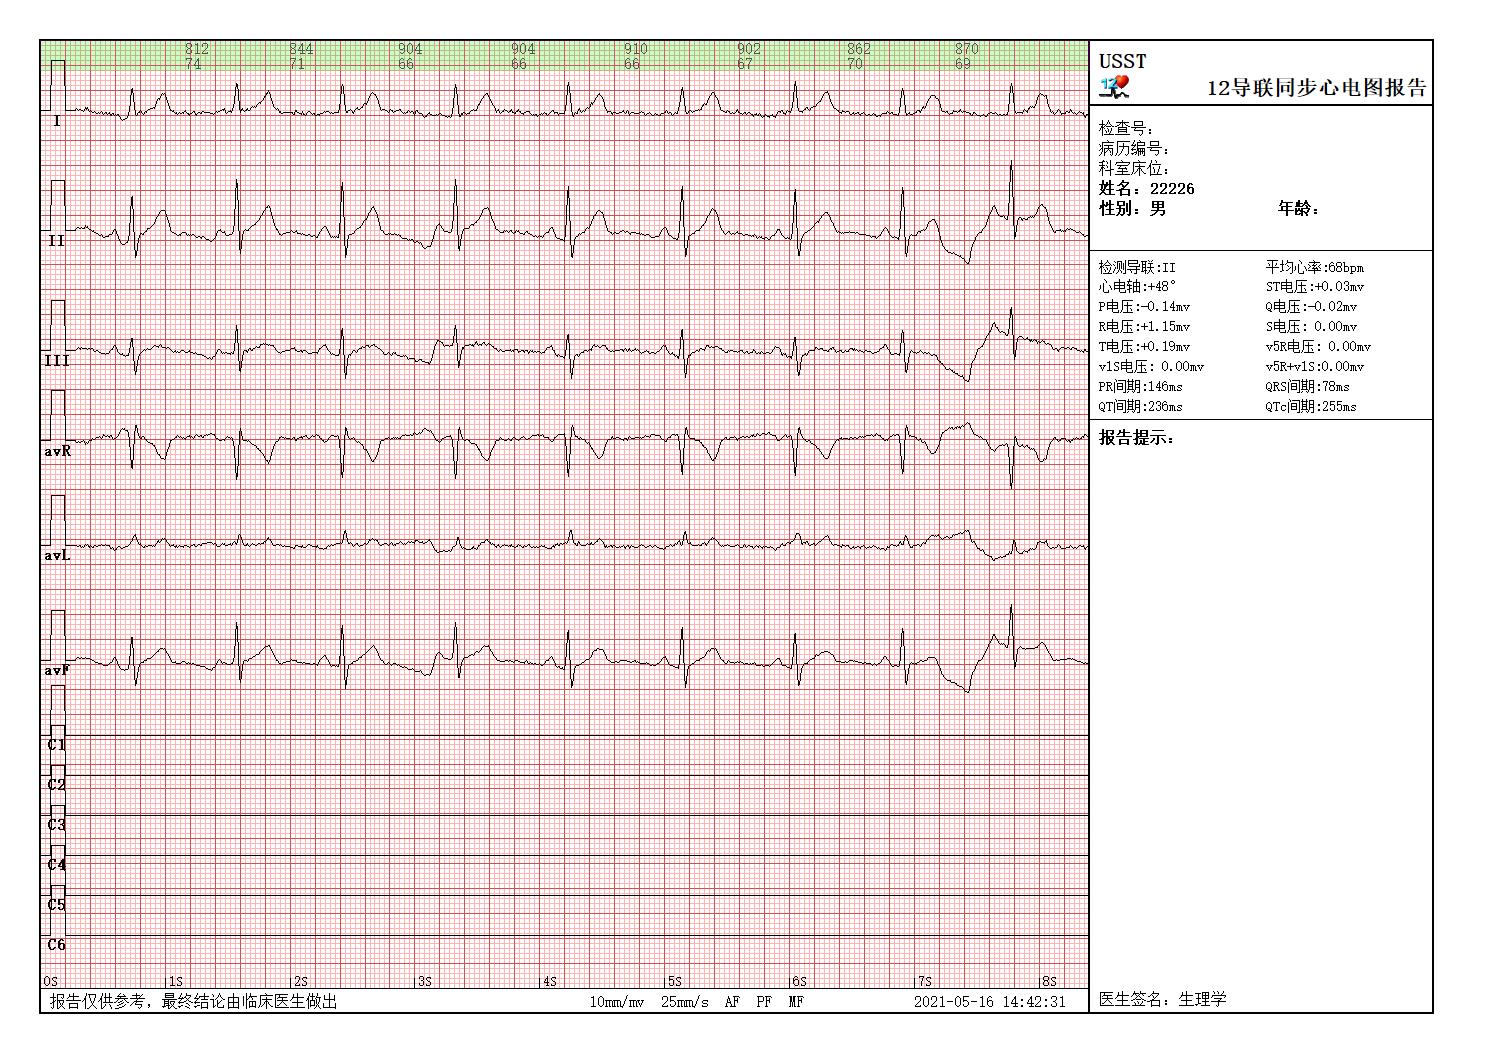 812 844 904 904 910 902 862 870
74 71 66 66 66 67 70 69
I
II
III
avR
avL
avF
C1
C2
C3
C4
C5
C6
0S 1S 2S 3S 4S 5S 6S 7S 8S
报告仅供参考，最终结论由临床医生做出 10mm/mv 25mm/s AF PF MF 2021-05-16 14:42:31
USST
12
12导联同步心电图报告
检查号：
病历编号：
科室床位：
姓名：22226
性别：男 年龄：
检测导联:II 平均心率:68bpm
心电轴:+48° ST电压:+0.03mv
P电压:-0.14mv Q电压:-0.02mv
R电压:+1.15mv S电压: 0.00mv
T电压:+0.19mv v5R电压: 0.00mv
v1S电压: 0.00mv v5R+v1S:0.00mv
PR间期:146ms QRS间期:78ms
QT间期:236ms QTc间期:255ms
报告提示：
医生签名：生理学